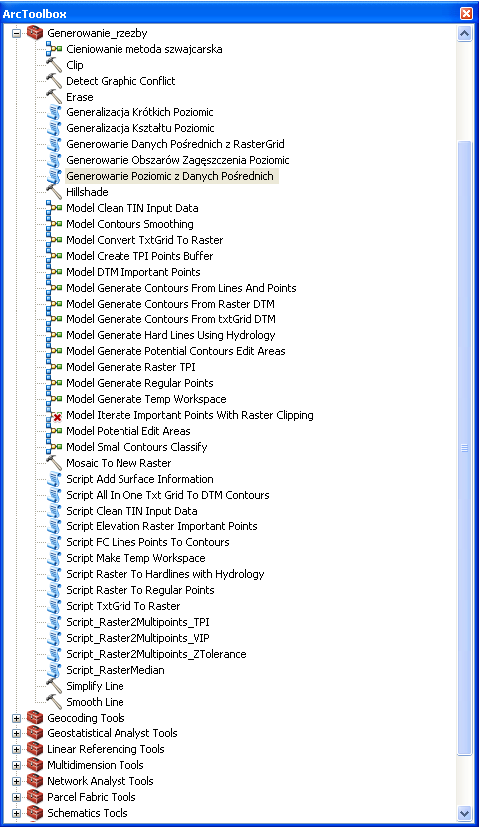 ArcToolbox
Generowanie_rzezby
Cieniowanie metoda szwajcarska
Clip
Detect Graphic Conflict
Erase
Generalizacja Krótkich Poziomic
Generalizacja Kształtu Poziomic
Generowanie Danych Pośrednich z RasterGrid
Generowanie Obszarów Zagęszczenia Poziomic
Generowanie Poziomic z Danych Pośrednich
Hillshade
Model Clean TIN Input Data
Model Contours Smoothing
Model Convert TxtGrid To Raster
Model Create TPI Points Buffer
Model DTM Important Points
Model Generate Contours From Lines And Points
Model Generate Contours From Raster DTM
Model Generate Contours From txtGrid DTM
Model Generate Hard Lines Using Hydrology
Model Generate Potential Contours Edit Areas
Model Generate Raster TPI
Model Generate Regular Points
Model Generate Temp Workspace
Model Iterate Important Points With Raster Clipping
Model Potential Edit Areas
Model Small Contours Classify
Mosaic To New Raster
Script Add Surface Information
Script All In One Txt Grid To DTM Contours
Script Clean TIN Input Data
Script Elevation Raster Important Points
Script FC Lines Points To Contours
Script Make Temp Workspace
Script Raster To Hardlines with Hydrology
Script Raster To Regular Points
Script TxtGrid To Raster
Script_Raster2Multipoints_TPI
Script_Raster2Multipoints_VIP
Script_Raster2Multipoints_ZTolerance
Script_RasterMedian
Simplify Line
Smooth Line
Geocoding Tools
Geostatistical Analyst Tools
Linear Referencing Tools
Multidimension Tools
Network Analyst Tools
Parcel Fabric Tools
Schematics Tools